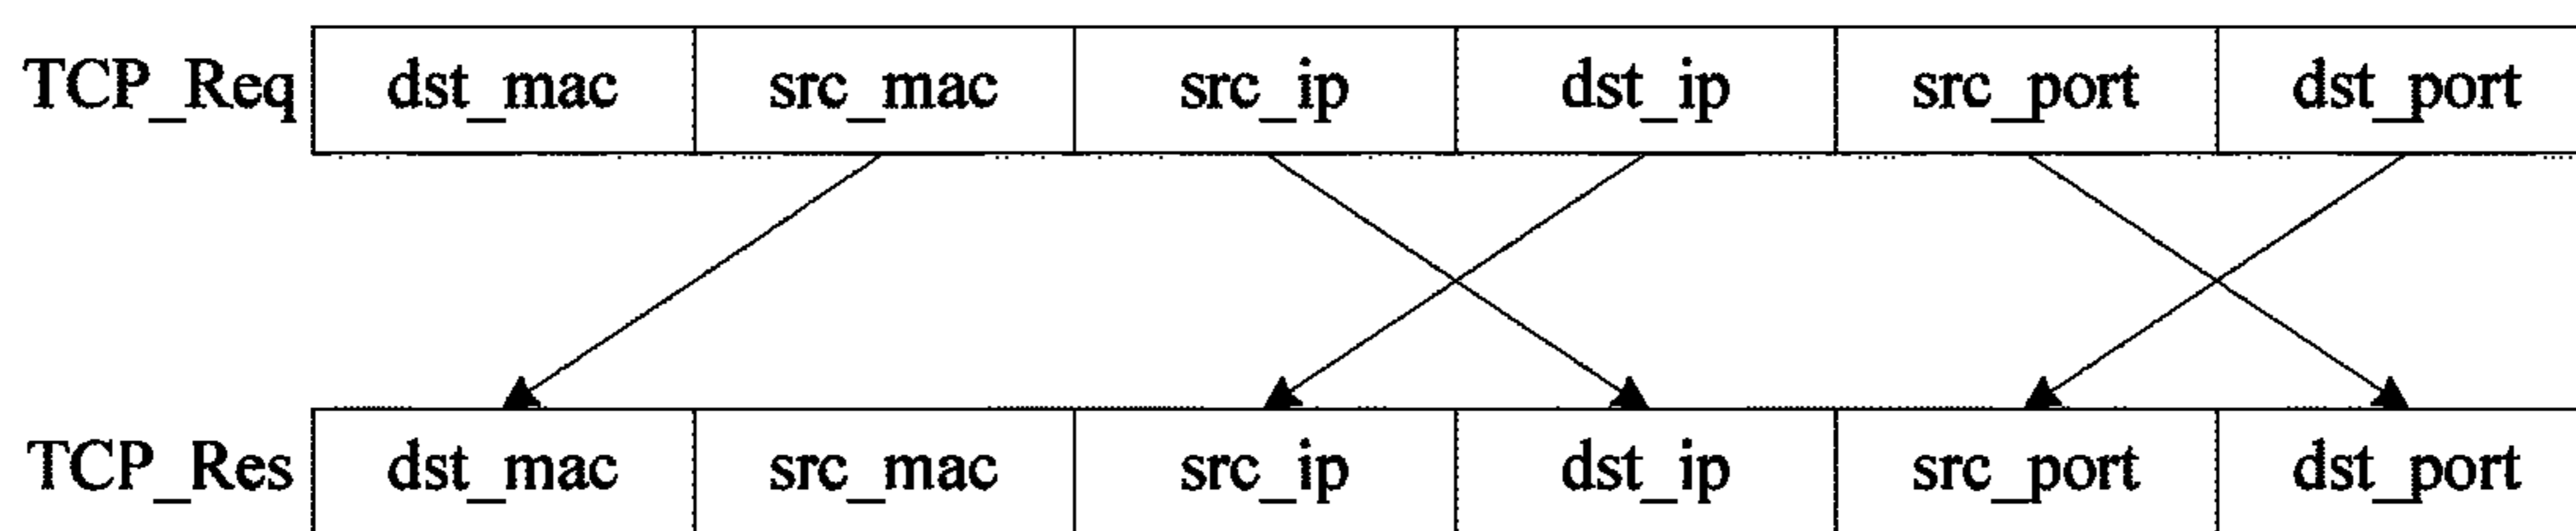 TCP_Req dst_mac src_mac src_ip dst_ip src_port dst_port
TCP_Res dst_mac src_mac src_ip dst_ip src_port dst_port